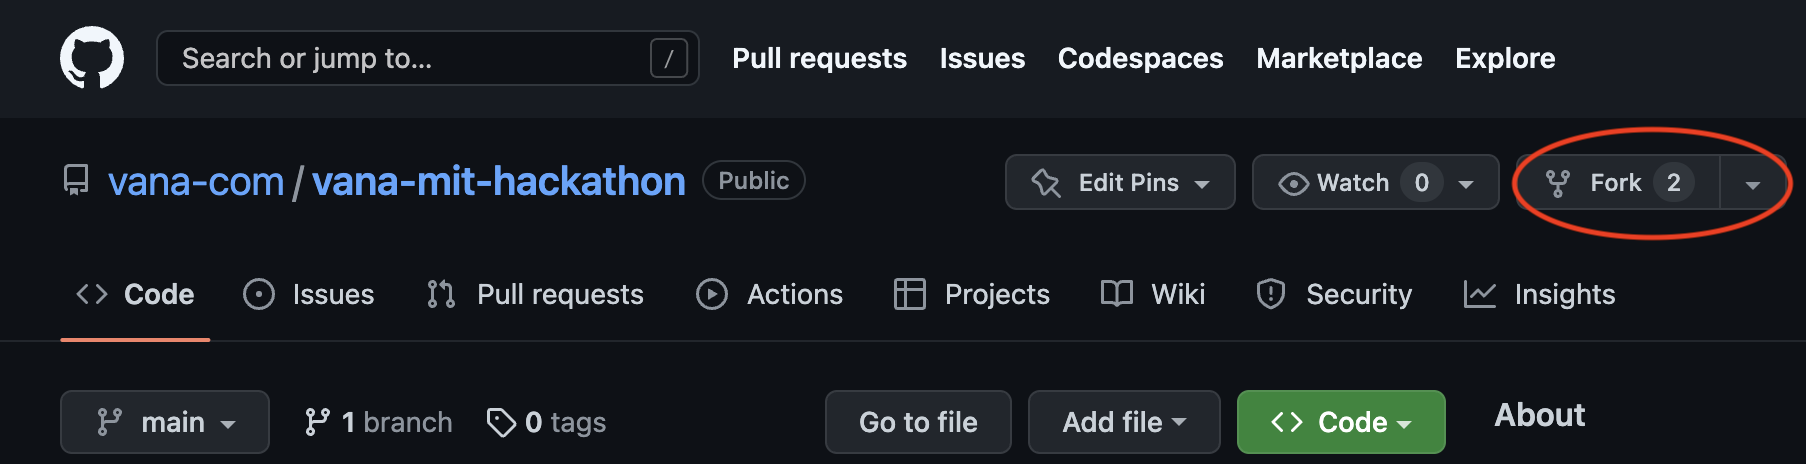 Search or jump to... / Pull requests Issues Codespaces Marketplace Explore
vana-com/vana-mit-hackathon Public Edit Pins Watch 0 Fork 2
Code Issues Pull requests Actions Projects Wiki Security Insights
main 1 branch 0 tags Go to file Add file <> Code About